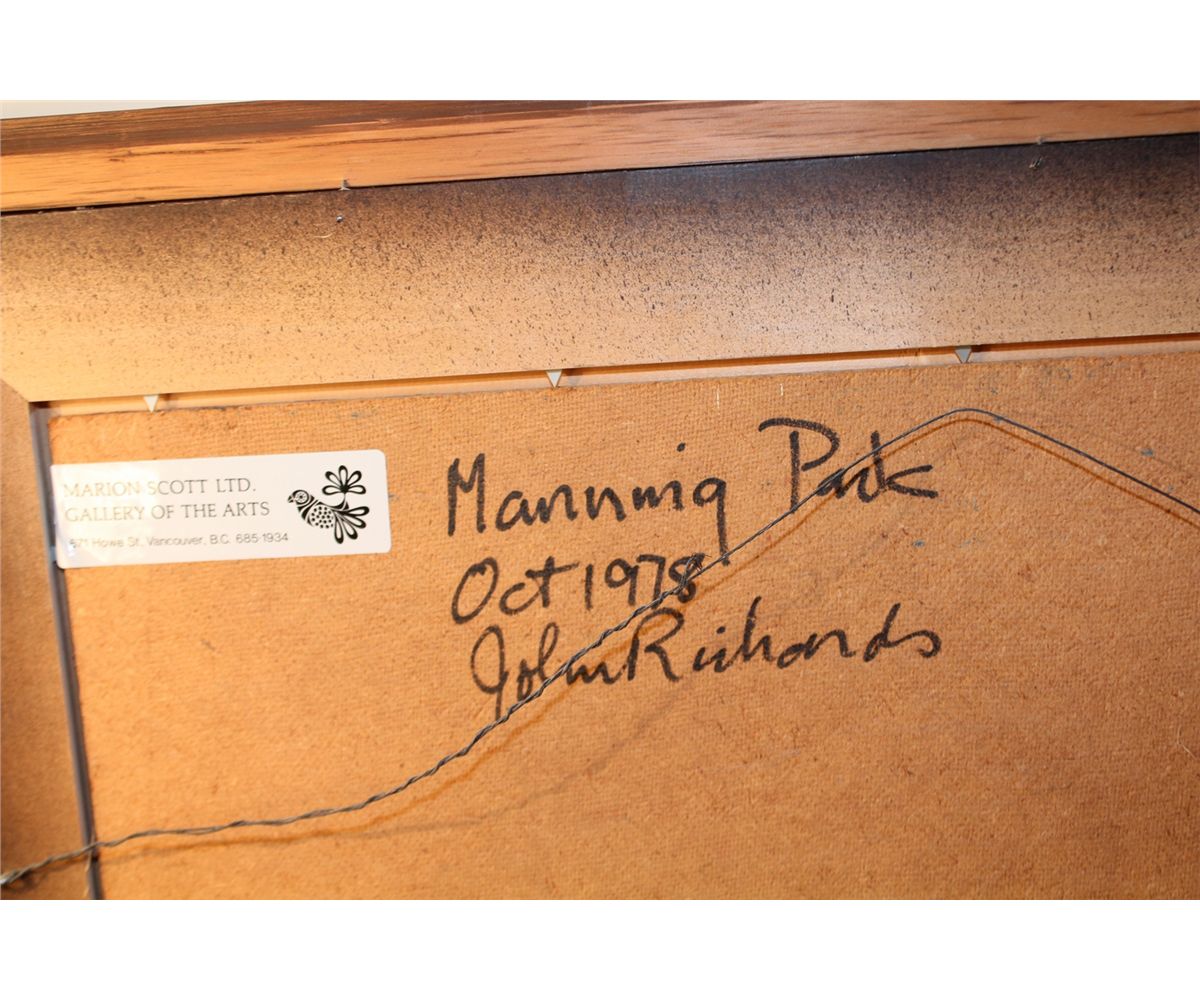 MARION SCOTT LTD.
GALLERY OF THE ARTS
671 Howe St., Vancouver, B.C. 685-1934
Manning Park
Oct 1978
John Richards